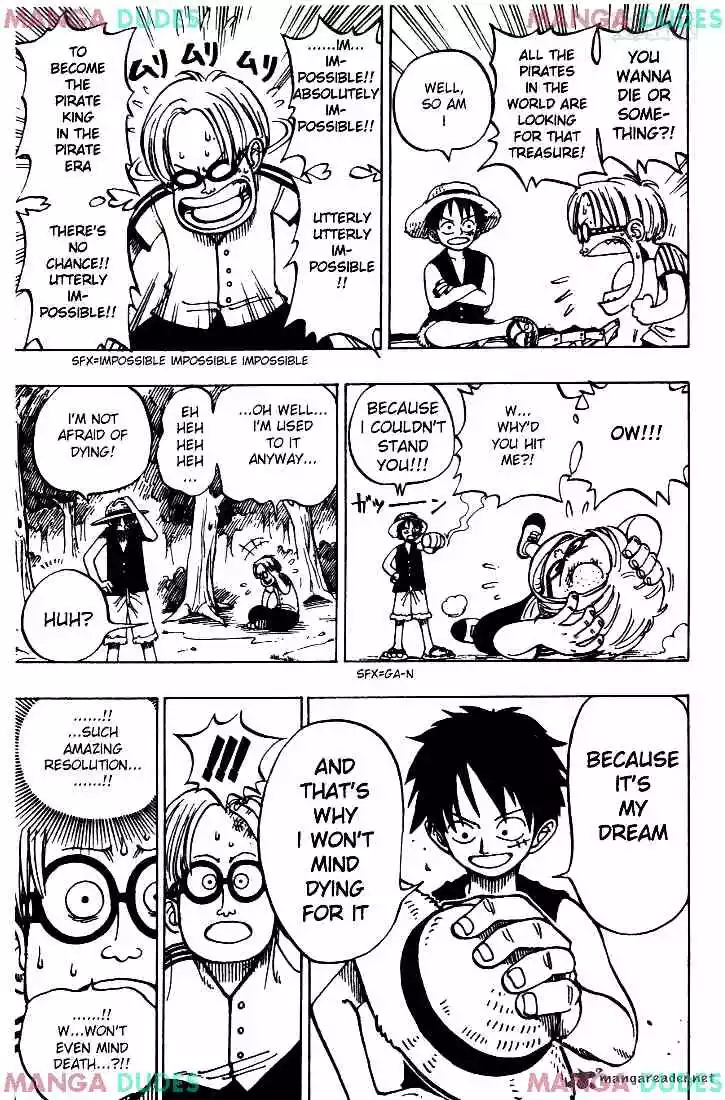 MANGA DUDES
MANGA DUDES
YOU
WANNA
DIE OR
SOME-
THING?!
ALL THE
PIRATES
IN THE
WORLD ARE
LOOKING
FOR THAT
TREASURE!
WELL,
SO AM
I
......IM
IM-
POSSIBLE!!
ABSOLUTELY
IM-
POSSIBLE!!
UTTERLY
UTTERLY
IM-
POSSIBLE
!!
TO
BECOME
THE
PIRATE
KING
IN THE
PIRATE
ERA
THERE'S
NO
CHANCE!!
UTTERLY
IM-
POSSIBLE!!
ムリ
ムリ
ムリ
SFX=IMPOSSIBLE IMPOSSIBLE IMPOSSIBLE
OW!!!
W...
WHY'D
YOU HIT
ME?!
BECAUSE
I COULDN'T
STAND
YOU!!!
ガツーン
SFX=GA-N
...OH WELL...
I'M USED
TO IT
ANYWAY...
EH
HEH
HEH
HEH
...
I'M NOT
AFRAID OF
DYING!
HUH?
BECAUSE
IT'S
MY
DREAM
AND
THAT'S
WHY
I WON'T
MIND
DYING
FOR IT
!!!
......!!
...SUCH
AMAZING
RESOLUTION...
......!!
W...WON'T
EVEN MIND
DEATH...?!!
MANGA DUDES
mangareader.net